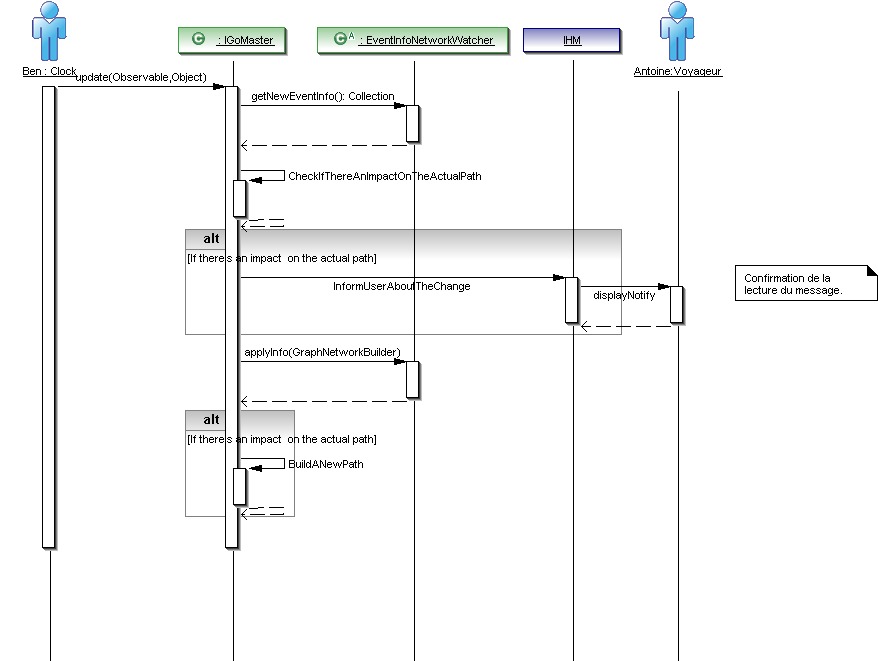 C : IGoMaster
C A : EventInfoNetworkWatcher
IHM
Ben : Clock
Antoine:Voyageur
update(Observable,Object)
getNewEventInfo(): Collection
CheckIfThereAnImpactOnTheActualPath
alt
[If there's an impact on the actual path]
Confirmation de la
lecture du message.
InformUserAboutTheChange
displayNotify
applyInfo(GraphNetworkBuilder)
alt
[If there's an impact on the actual path]
BuildANewPath